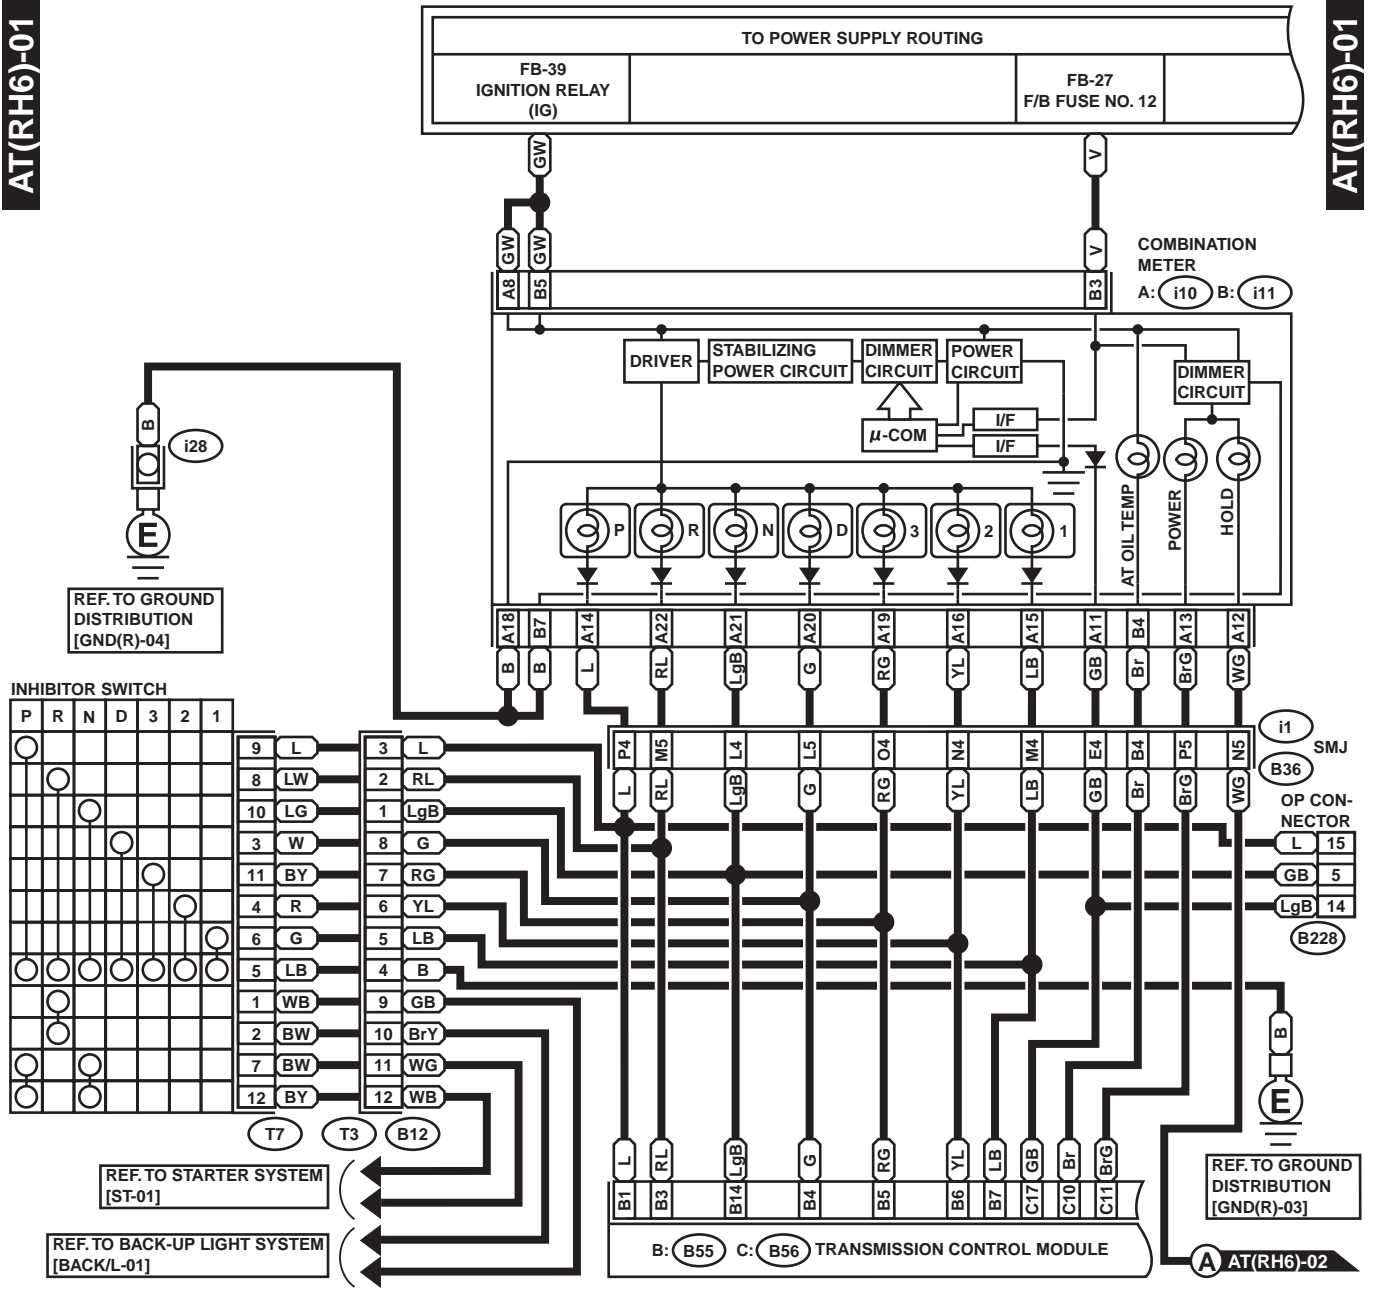 AT(RH6)-01
AT(RH6)-01
TO POWER SUPPLY ROUTING
FB-39
IGNITION RELAY
(IG)
FB-27
F/B FUSE NO. 12
GW
V
GW
GW
V
COMBINATION
METER
A: i10 B: i11
A8
B5
B3
DRIVER
STABILIZING
POWER CIRCUIT
DIMMER
CIRCUIT
POWER
CIRCUIT
DIMMER
CIRCUIT
I/F
µ-COM
I/F
B
i28
E
REF. TO GROUND
DISTRIBUTION
[GND(R)-04]
P
R
N
D
3
2
1
AT OIL TEMP
POWER
HOLD
A18
B7
A14
A22
A21
A20
A19
A16
A15
A11
B4
A13
A12
B
B
L
RL
LgB
G
RG
YL
LB
GB
Br
BrG
WG
INHIBITOR SWITCH
P R N D 3 2 1
i1
SMJ
B36
P4
M5
L4
L5
O4
N4
M4
E4
B4
P5
N5
L
RL
LgB
G
RG
YL
LB
GB
Br
BrG
WG
9 L 3 L
8 LW 2 RL
10 LG 1 LgB
3 W 8 G
11 BY 7 RG
4 R 6 YL
6 G 5 LB
5 LB 4 B
1 WB 9 GB
2 BW 10 BrY
7 BW 11 WG
12 BY 12 WB
T7 T3 B12
OP CON-
NECTOR
L 15
GB 5
LgB 14
B228
B
E
REF. TO GROUND
DISTRIBUTION
[GND(R)-03]
REF. TO STARTER SYSTEM
[ST-01]
REF. TO BACK-UP LIGHT SYSTEM
[BACK/L-01]
L
RL
LgB
G
RG
YL
LB
GB
Br
BrG
B1
B3
B14
B4
B5
B6
B7
C17
C10
C11
B: B55 C: B56 TRANSMISSION CONTROL MODULE
A AT(RH6)-02